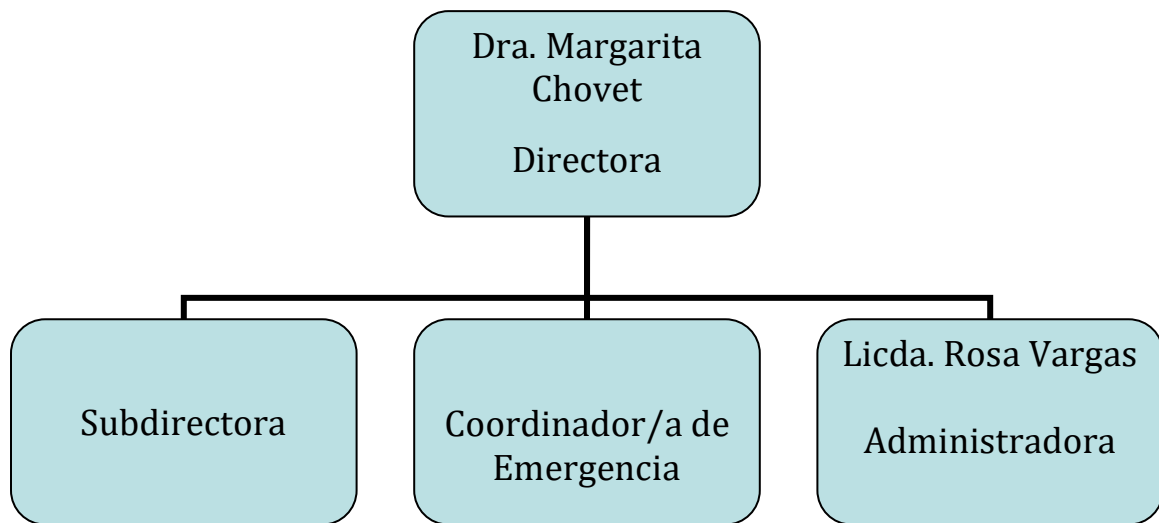 Dra. Margarita
Chovet
Directora
Subdirectora
Coordinador/a de
Emergencia
Licda. Rosa Vargas
Administradora